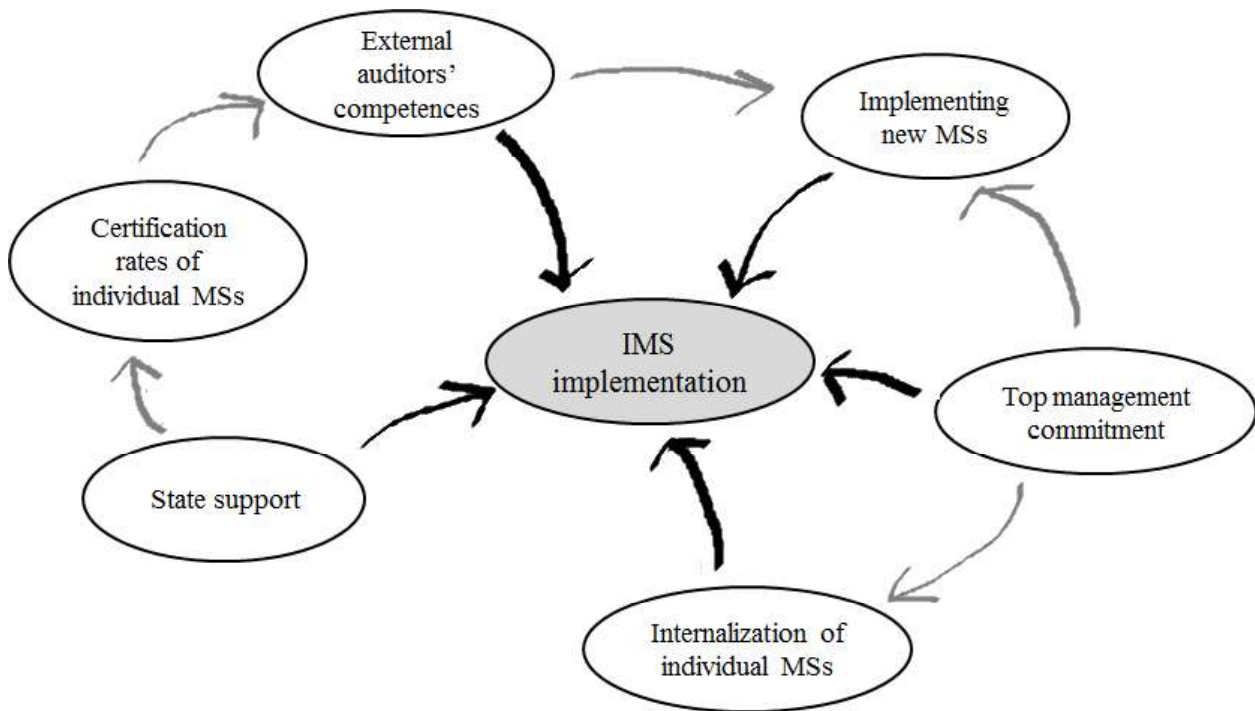 External
auditors’
competences
Implementing
new MSs
Certification
rates of
individual MSs
IMS
implementation
Top management
commitment
State support
Internalization of
individual MSs